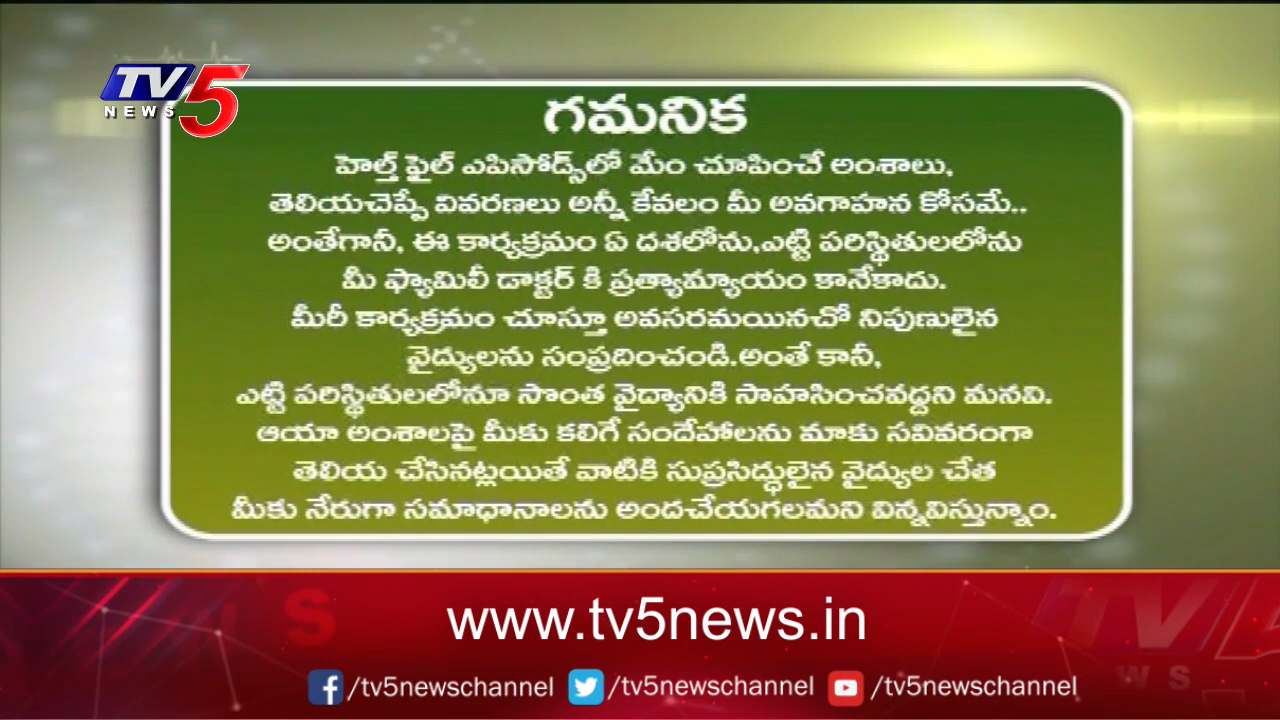 TV5
NEWS
గమనిక
హెల్త్ ఫైల్ ఎపిసోడ్స్‌లో మేం చూపించే అంశాలు,
తెలియచెప్పే వివరణలు అన్నీ కేవలం మీ అవగాహన కోసమే..
అంతేగానీ, ఈ కార్యక్రమం ఏ దశలోను,ఎట్టి పరిస్థితులలోను
మీ ఫ్యామిలీ డాక్టర్ కి ప్రత్యామ్యాయం కానేకాదు.
మీరీ కార్యక్రమం చూస్తూ అవసరమయినచో నిపుణులైన
వైద్యులను సంప్రదించండి.అంతే కానీ,
ఎట్టి పరిస్థితులలోనూ సొంత వైద్యానికి సాహసించవద్దని మనవి.
ఆయా అంశాలపై మీకు కలిగే సందేహాలను మాకు సవివరంగా
తెలియ చేసినట్లయితే వాటికి సుప్రసిద్ధులైన వైద్యుల చేత
మీకు నేరుగా సమాధానాలను అందచేయగలమని విన్నవిస్తున్నాం.
www.tv5news.in
/tv5newschannel /tv5newschannel /tv5newschannel